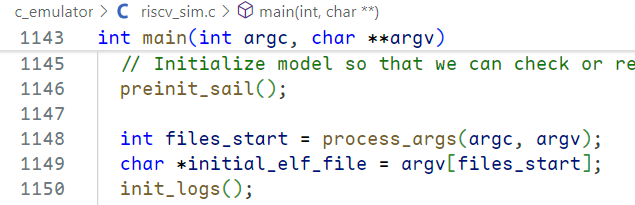 c_emulator > C riscv_sim.c > main(int, char **)
1143 int main(int argc, char **argv)
1145 // Initialize model so that we can check or re
1146 preinit_sail();
1147
1148 int files_start = process_args(argc, argv);
1149 char *initial_elf_file = argv[files_start];
1150 init_logs();